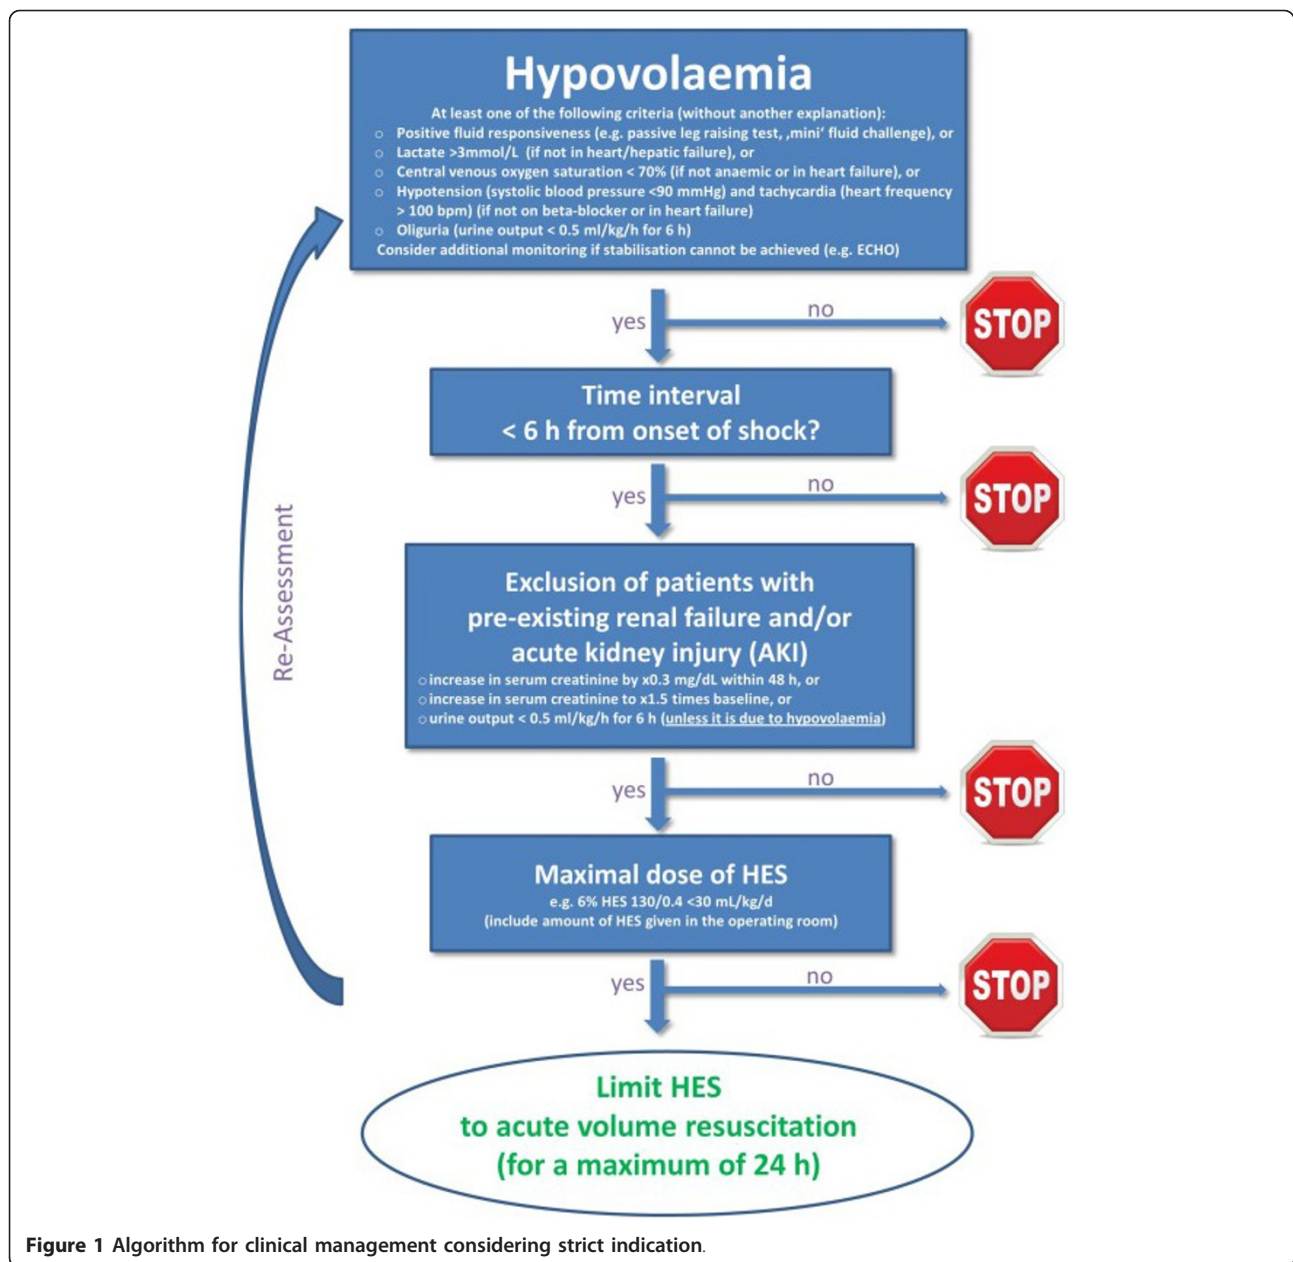 Hypovolaemia
At least one of the following criteria (without another explanation):
○ Positive fluid responsiveness (e.g. passive leg raising test, ‚mini‘ fluid challenge), or
○ Lactate >3mmol/L (if not in heart/hepatic failure), or
○ Central venous oxygen saturation < 70% (if not anaemic or in heart failure), or
○ Hypotension (systolic blood pressure <90 mmHg) and tachycardia (heart frequency
> 100 bpm) (if not on beta-blocker or in heart failure)
○ Oliguria (urine output < 0.5 ml/kg/h for 6 h)
Consider additional monitoring if stabilisation cannot be achieved (e.g. ECHO)
yes
no
STOP
Time interval
< 6 h from onset of shock?
yes
no
STOP
Re-Assessment
Exclusion of patients with
pre-existing renal failure and/or
acute kidney injury (AKI)
○ increase in serum creatinine by x0.3 mg/dL within 48 h, or
○ increase in serum creatinine to x1.5 times baseline, or
○ urine output < 0.5 ml/kg/h for 6 h (unless it is due to hypovolaemia)
yes
no
STOP
Maximal dose of HES
e.g. 6% HES 130/0.4 <30 mL/kg/d
(include amount of HES given in the operating room)
yes
no
STOP
Limit HES
to acute volume resuscitation
(for a maximum of 24 h)
Figure 1 Algorithm for clinical management considering strict indication.